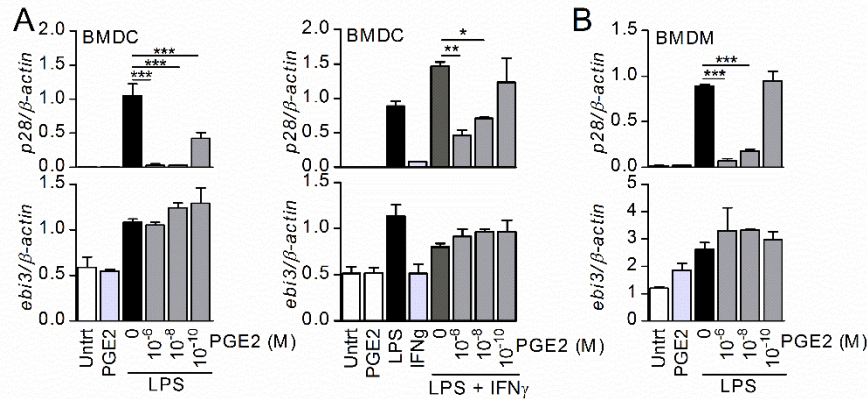 A
B
BMDC
BMDC
BMDM
p28/β-actin
2.0
1.5
1.0
0.5
0.0
***
***
***
p28/β-actin
2.0
1.5
1.0
0.5
0.0
*
**
p28/β-actin
1.5
1.0
0.5
0.0
***
***
ebi3/β-actin
1.5
1.0
0.5
0.0
ebi3/β-actin
1.5
1.0
0.5
0.0
ebi3/β-actin
5
4
3
2
1
Untrt
PGE2
0
10⁻⁶
10⁻⁸
10⁻¹⁰
PGE2 (M)
LPS
Untrt
PGE2
LPS
IFNg
0
10⁻⁶
10⁻⁸
10⁻¹⁰
PGE2 (M)
LPS + IFNγ
Untrt
PGE2
0
10⁻⁶
10⁻⁸
10⁻¹⁰
PGE2 (M)
LPS